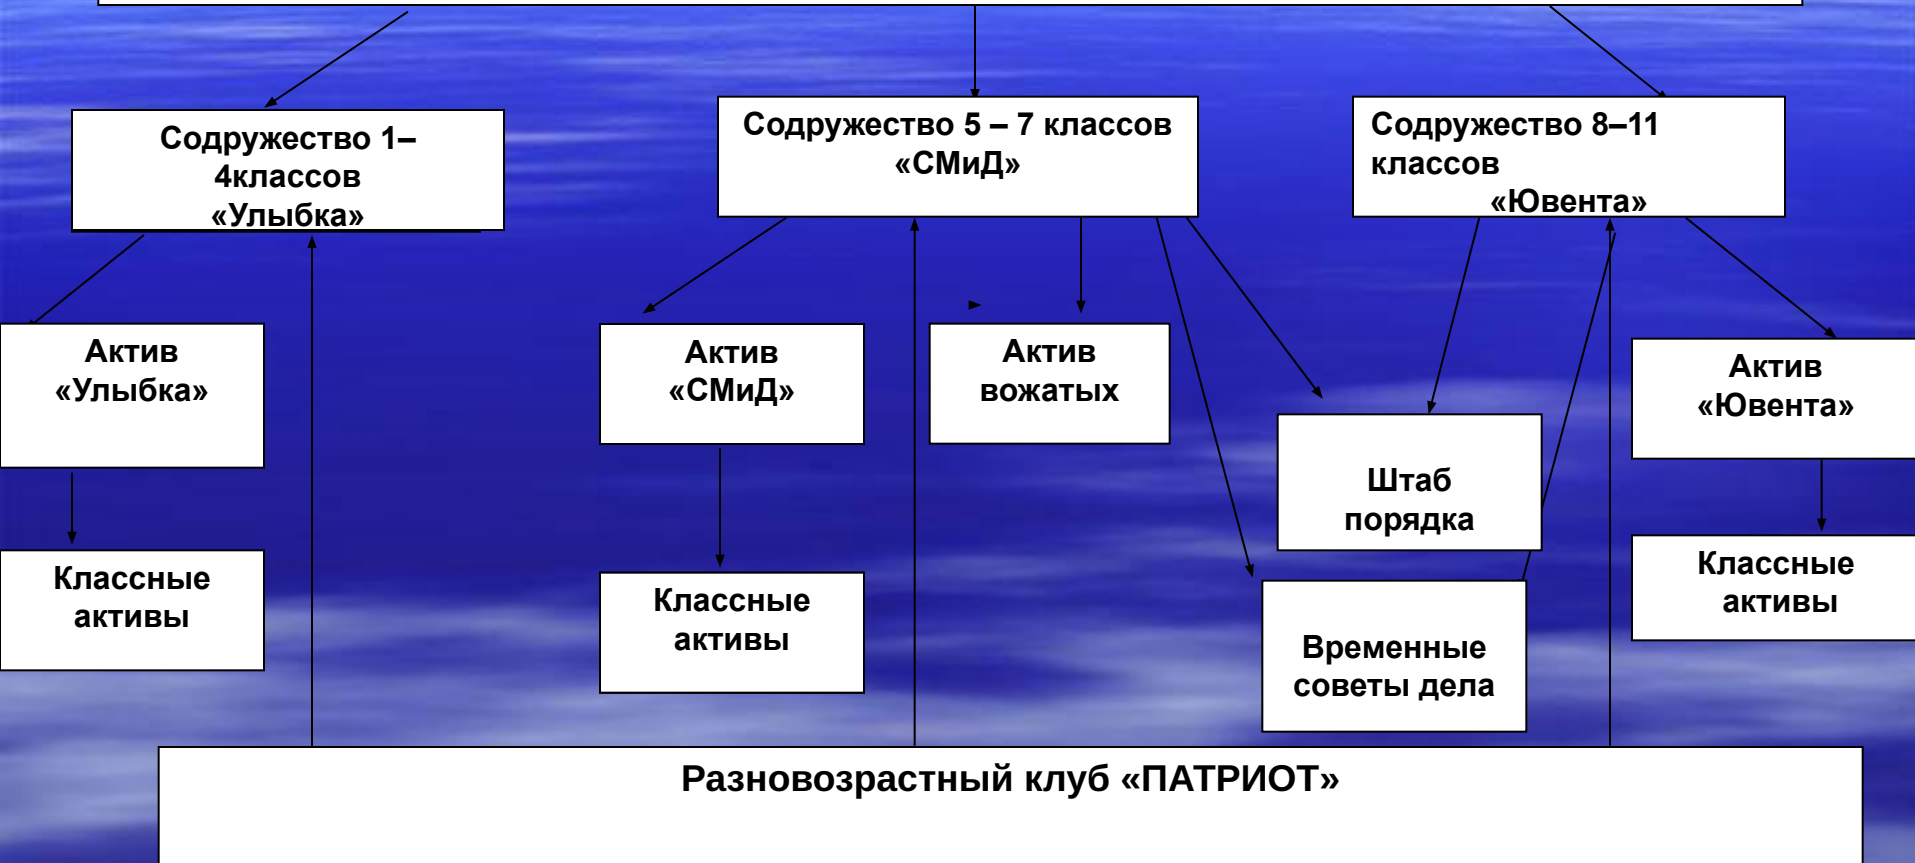 Содружество 1–
4классов
«Улыбка»
Содружество 5 – 7 классов
«СМиД»
Содружество 8–11
классов
«Ювента»
Актив
«Улыбка»
Актив
«СМиД»
Актив
вожатых
Штаб
порядка
Актив
«Ювента»
Классные
активы
Классные
активы
Временные
советы дела
Классные
активы
Разновозрастный клуб «ПАТРИОТ»